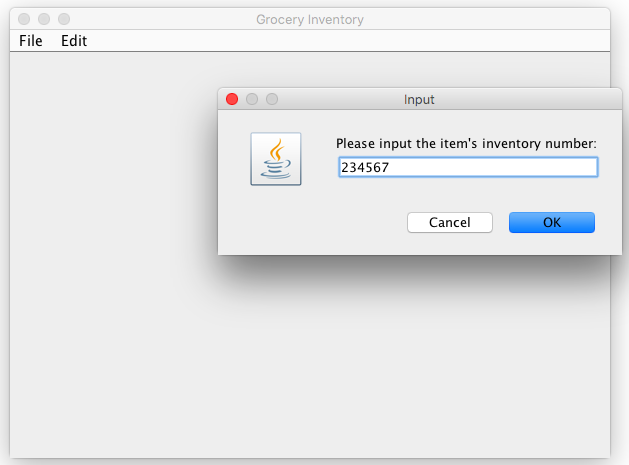 Grocery Inventory
File Edit
Input
Please input the item's inventory number:
234567
Cancel OK